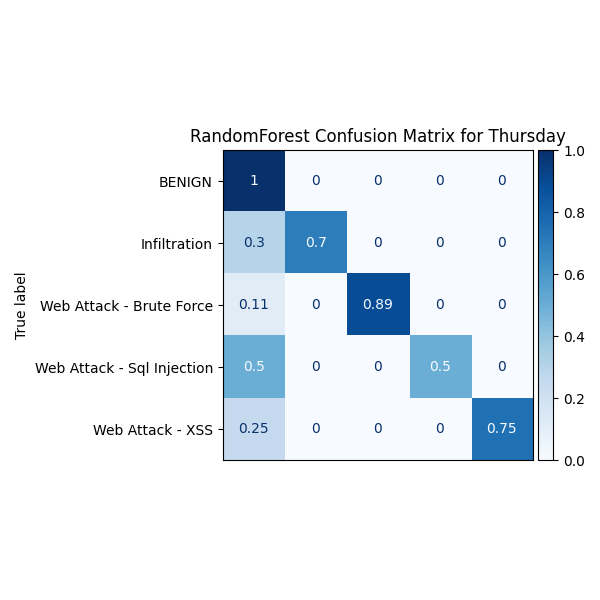 RandomForest Confusion Matrix for Thursday
True label
BENIGN 1 0 0 0 0
Infiltration 0.3 0.7 0 0 0
Web Attack - Brute Force 0.11 0 0.89 0 0
Web Attack - Sql Injection 0.5 0 0 0.5 0
Web Attack - XSS 0.25 0 0 0 0.75
1.0
0.8
0.6
0.4
0.2
0.0